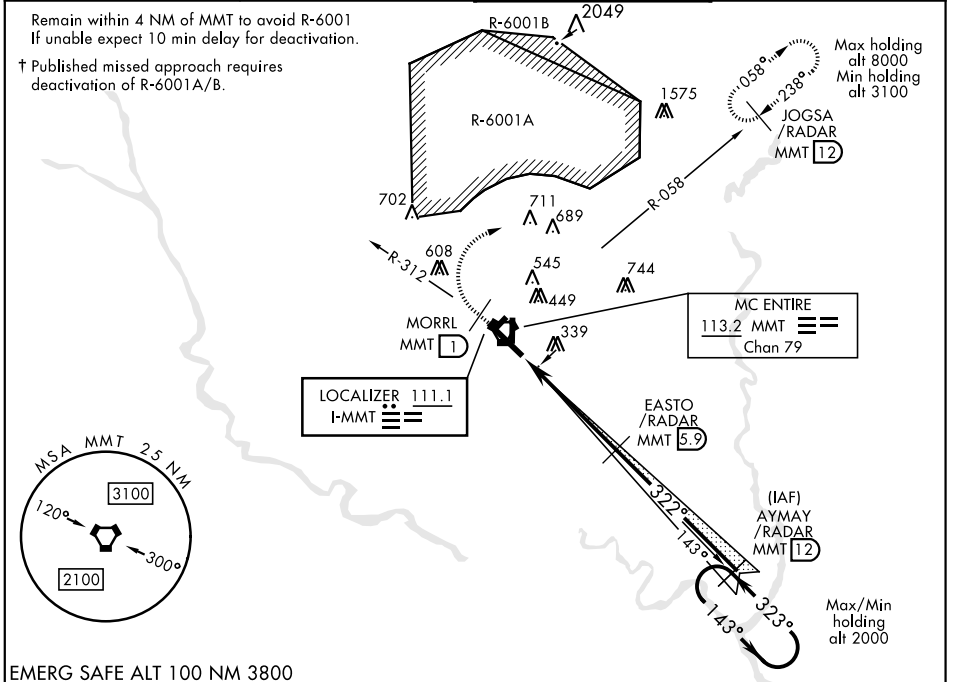 Remain within 4 NM of MMT to avoid R-6001
If unable expect 10 min delay for deactivation.
† Published missed approach requires
deactivation of R-6001A/B.
R-6001B
2049
R-6001A
1575
058°
238°
Max holding
alt 8000
Min holding
alt 3100
JOGSA
/RADAR
MMT 12
R-058
702
711
689
608
R-312
545
449
744
MORRL
MMT 1
339
MC ENTIRE
113.2 MMT
Chan 79
LOCALIZER 111.1
I-MMT
EASTO
/RADAR
MMT 5.9
322°
143°
(IAF)
AYMAY
/RADAR
MMT 12
323°
143°
Max/Min
holding
alt 2000
MSA MMT 25 NM
3100
120°
300°
2100
EMERG SAFE ALT 100 NM 3800